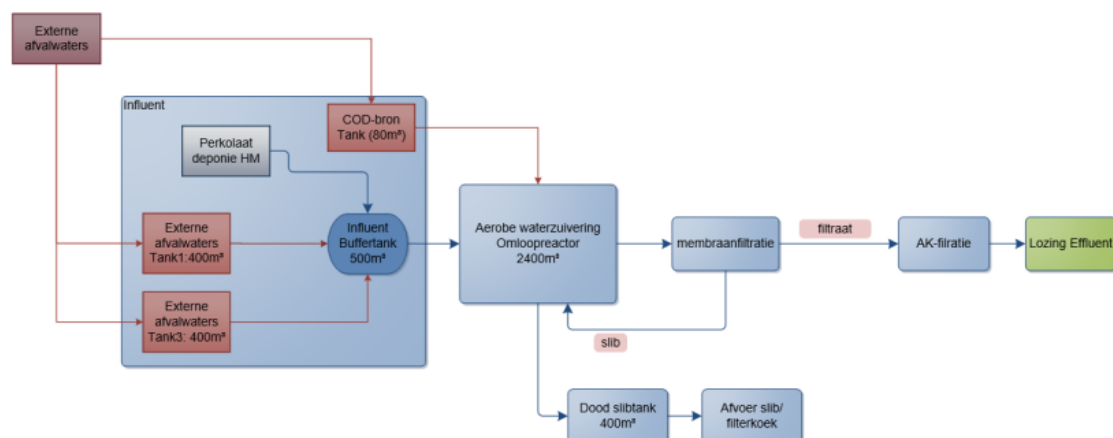 Externe
afvalwaters
Influent
COD-bron
Tank (80m³)
Perkolaat
deponie HM
Externe
afvalwaters
Tank1:400m³
Influent
Buffertank
500m³
Externe
afvalwaters
Tank3: 400m³
Aerobe waterzuivering
Omloopreactor
2400m³
membraanfiltratie
filtraat
AK-filratie
Lozing Effluent
slib
Dood slibtank
400m³
Afvoer slib/
filterkoek